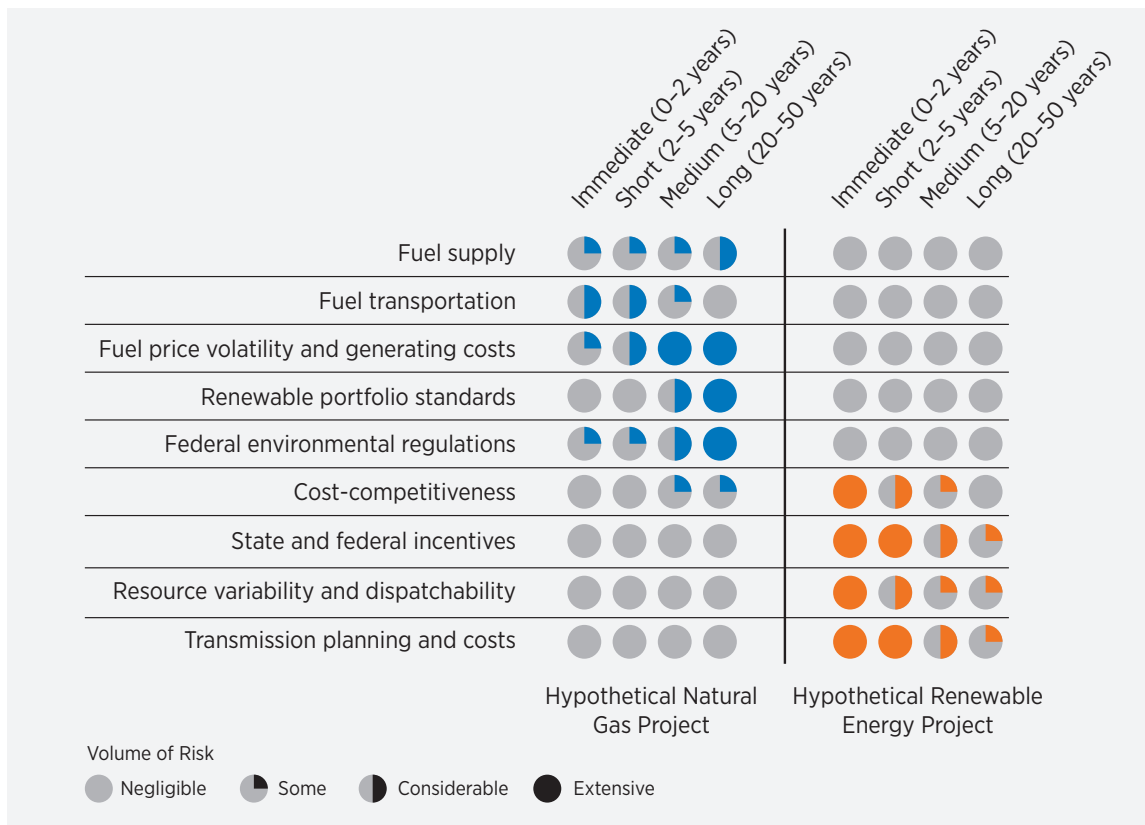 Immediate (0–2 years)
Short (2–5 years)
Medium (5–20 years)
Long (20–50 years)
Immediate (0–2 years)
Short (2–5 years)
Medium (5–20 years)
Long (20–50 years)
Fuel supply
Fuel transportation
Fuel price volatility and generating costs
Renewable portfolio standards
Federal environmental regulations
Cost-competitiveness
State and federal incentives
Resource variability and dispatchability
Transmission planning and costs
Hypothetical Natural
Gas Project
Hypothetical Renewable
Energy Project
Volume of Risk
Negligible
Some
Considerable
Extensive